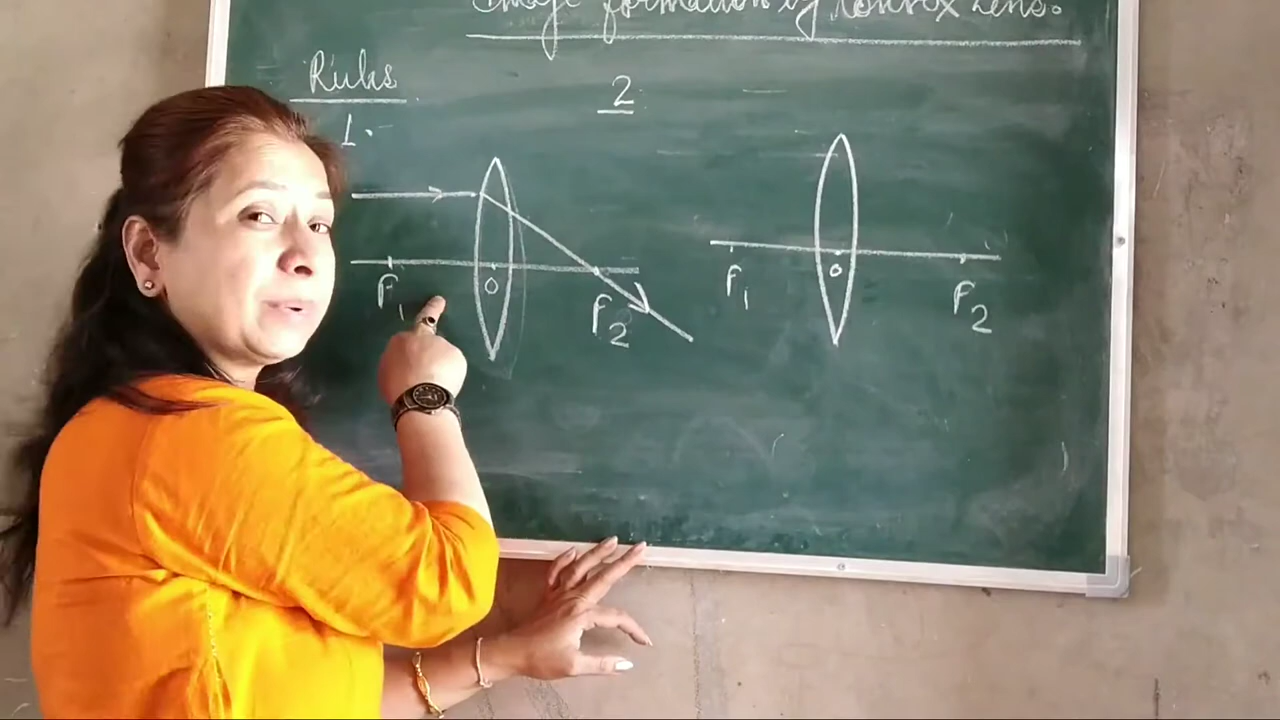 Image formation by convex lens.
Rules
1.
2
F1 O F2
F1 O F2